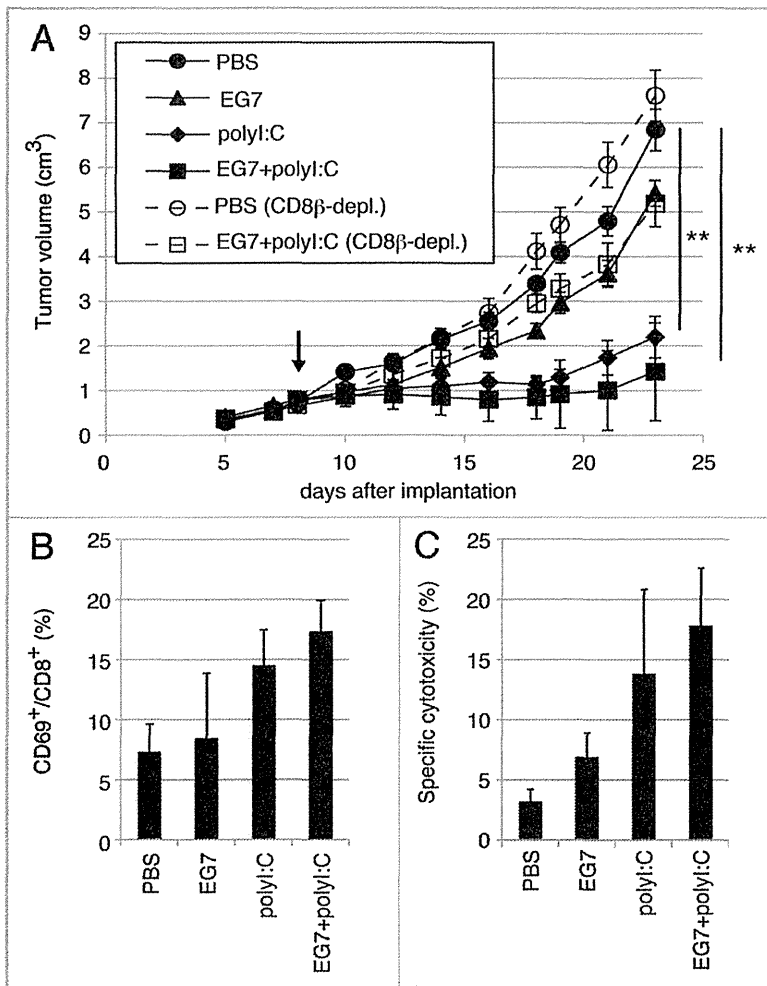 A
9
8
7
6
5
4
3
2
1
0
Tumor volume (cm³)
PBS
EG7
polyI:C
EG7+polyI:C
PBS (CD8β-depl.)
EG7+polyI:C (CD8β-depl.)
**
**
0 5 10 15 20 25
days after implantation
B
25
20
15
10
5
0
CD69⁺/CD8⁺ (%)
PBS
EG7
polyI:C
EG7+polyI:C
C
25
20
15
10
5
0
Specific cytotoxicity (%)
PBS
EG7
polyI:C
EG7+polyI:C